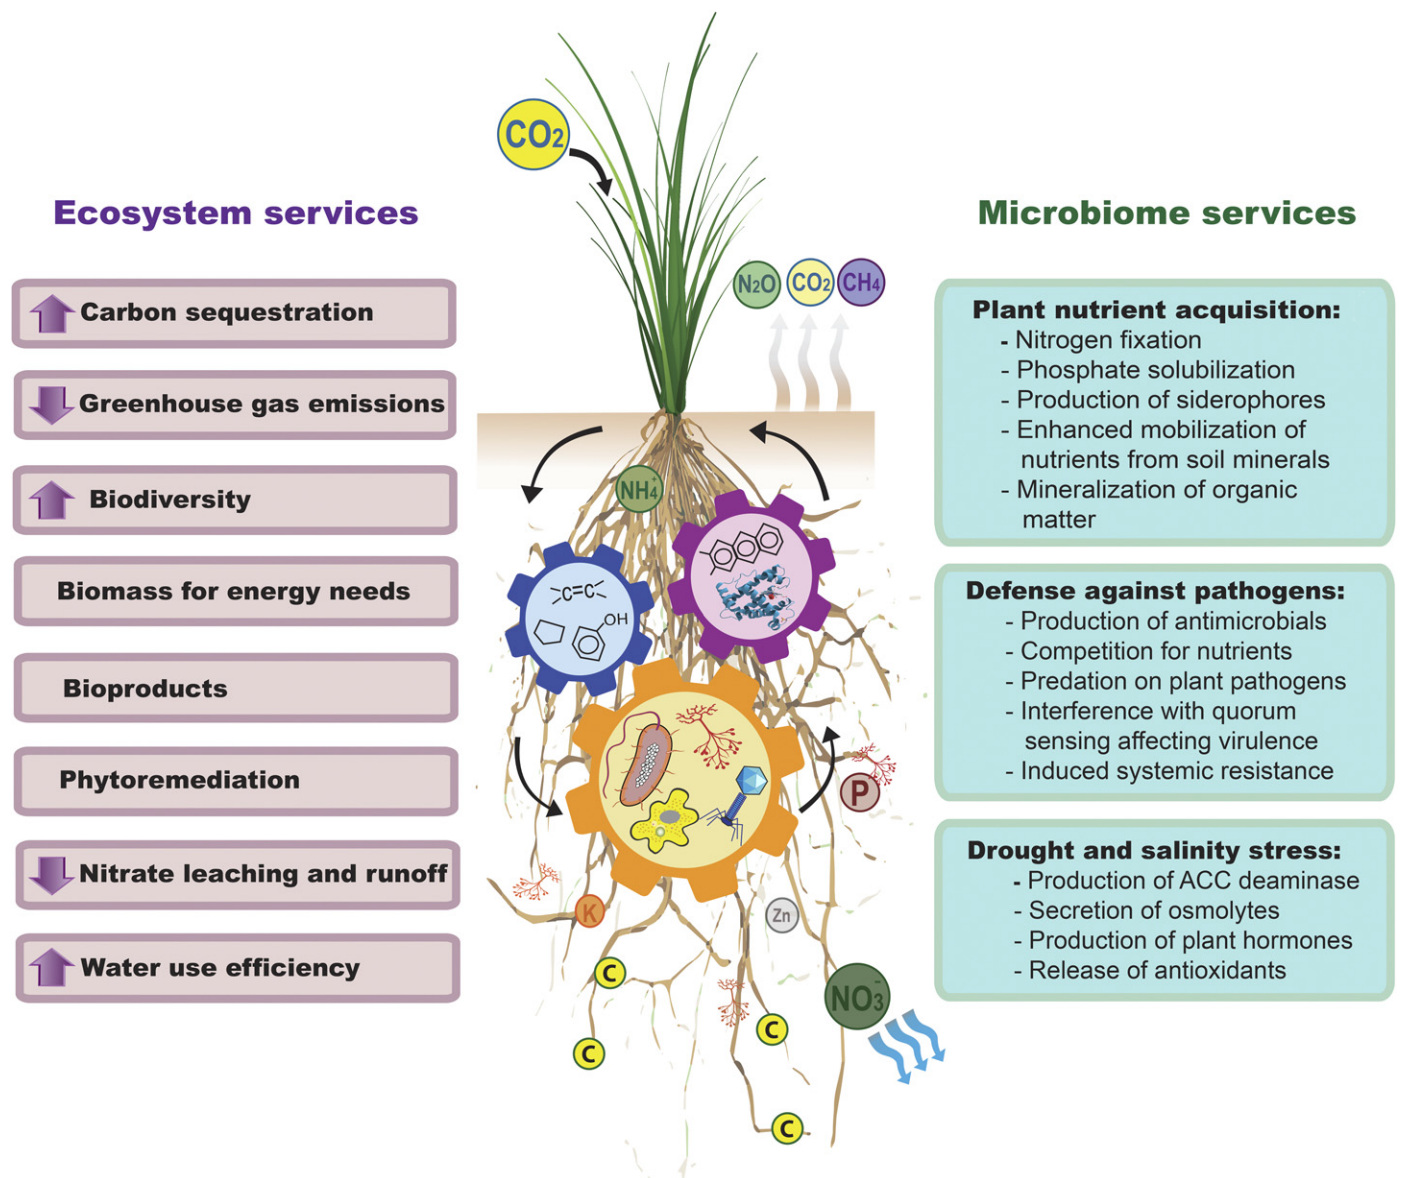 Ecosystem services
Carbon sequestration
Greenhouse gas emissions
Biodiversity
Biomass for energy needs
Bioproducts
Phytoremediation
Nitrate leaching and runoff
Water use efficiency
CO2
N2O
CO2
CH4
NH4+
C=C
OH
P
K
Zn
C
C
C
NO3-
C
Microbiome services
Plant nutrient acquisition:
- Nitrogen fixation
- Phosphate solubilization
- Production of siderophores
- Enhanced mobilization of
nutrients from soil minerals
- Mineralization of organic
matter
Defense against pathogens:
- Production of antimicrobials
- Competition for nutrients
- Predation on plant pathogens
- Interference with quorum
sensing affecting virulence
- Induced systemic resistance
Drought and salinity stress:
- Production of ACC deaminase
- Secretion of osmolytes
- Production of plant hormones
- Release of antioxidants